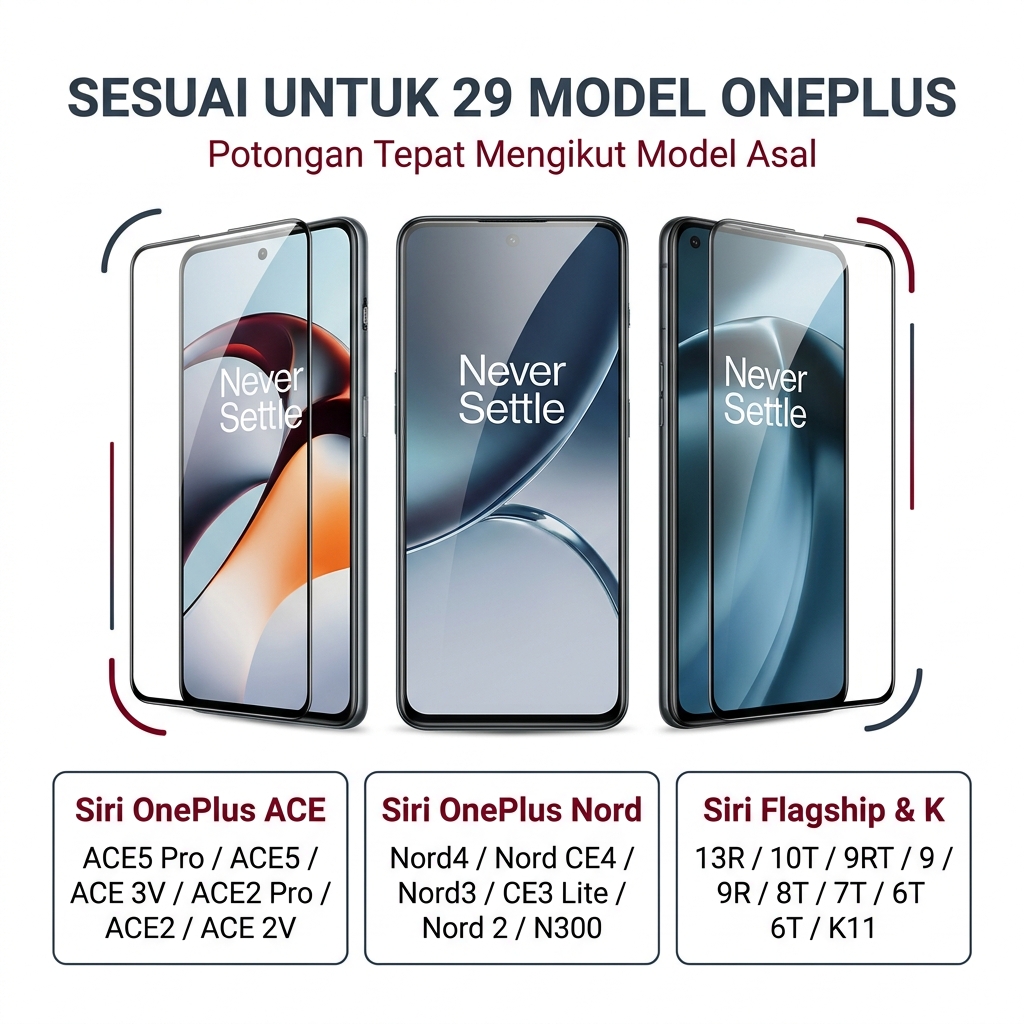 SESUAI UNTUK 29 MODEL ONEPLUS
Potongan Tepat Mengikut Model Asal
Never
Settle
Never
Settle
Never
Settle
Siri OnePlus ACE
ACE5 Pro / ACE5 /
ACE 3V / ACE2 Pro /
ACE2 / ACE 2V
Siri OnePlus Nord
Nord4 / Nord CE4 /
Nord3 / CE3 Lite /
Nord 2 / N300
Siri Flagship & K
13R / 10T / 9RT / 9 /
9R / 8T / 7T / 6T
6T / K11